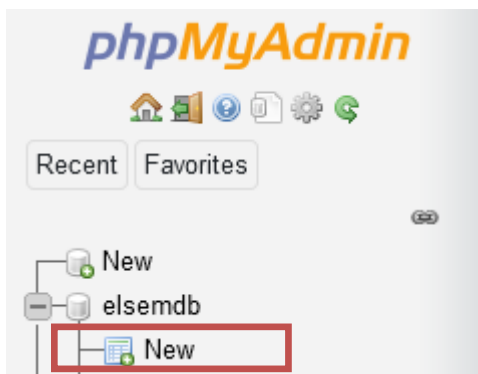 phpMyAdmin
Recent Favorites
New
elsemdb
New